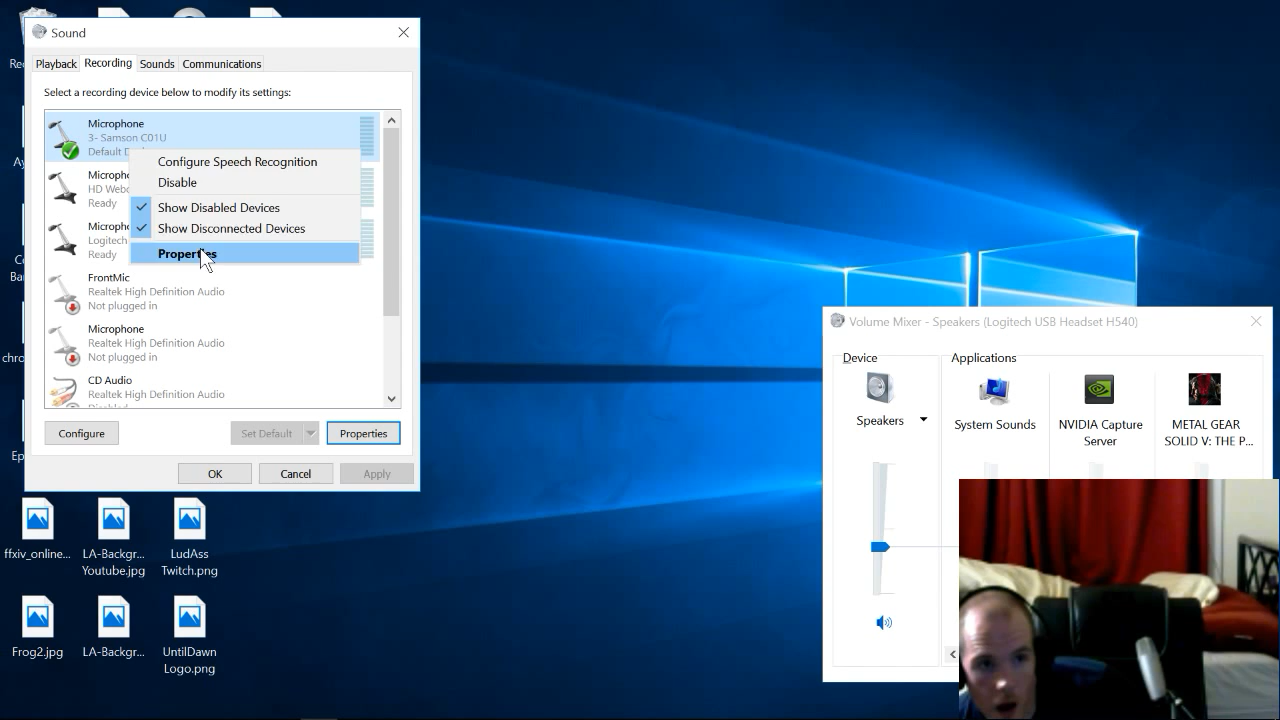 Sound
Playback
Recording
Sounds
Communications
Select a recording device below to modify its settings:
Microphone
3- Samson C01U
Default
Configure Speech Recognition
Disable
HD
Ready
Show Disabled Devices
Show Disconnected Devices
Logitech
Ready
Properties
FrontMic
Realtek High Definition Audio
Not plugged in
Microphone
Realtek High Definition Audio
Not plugged in
CD Audio
Realtek High Definition Audio
Configure
Set Default
Properties
OK
Cancel
Apply
ffxiv_online...
LA-Backgr...
Youtube.jpg
LudAss
Twitch.png
Frog2.jpg
LA-Backgr...
UntilDawn
Logo.png
Volume Mixer - Speakers (Logitech USB Headset H540)
Device
Applications
Speakers
System Sounds
NVIDIA Capture
Server
METAL GEAR
SOLID V: THE P...